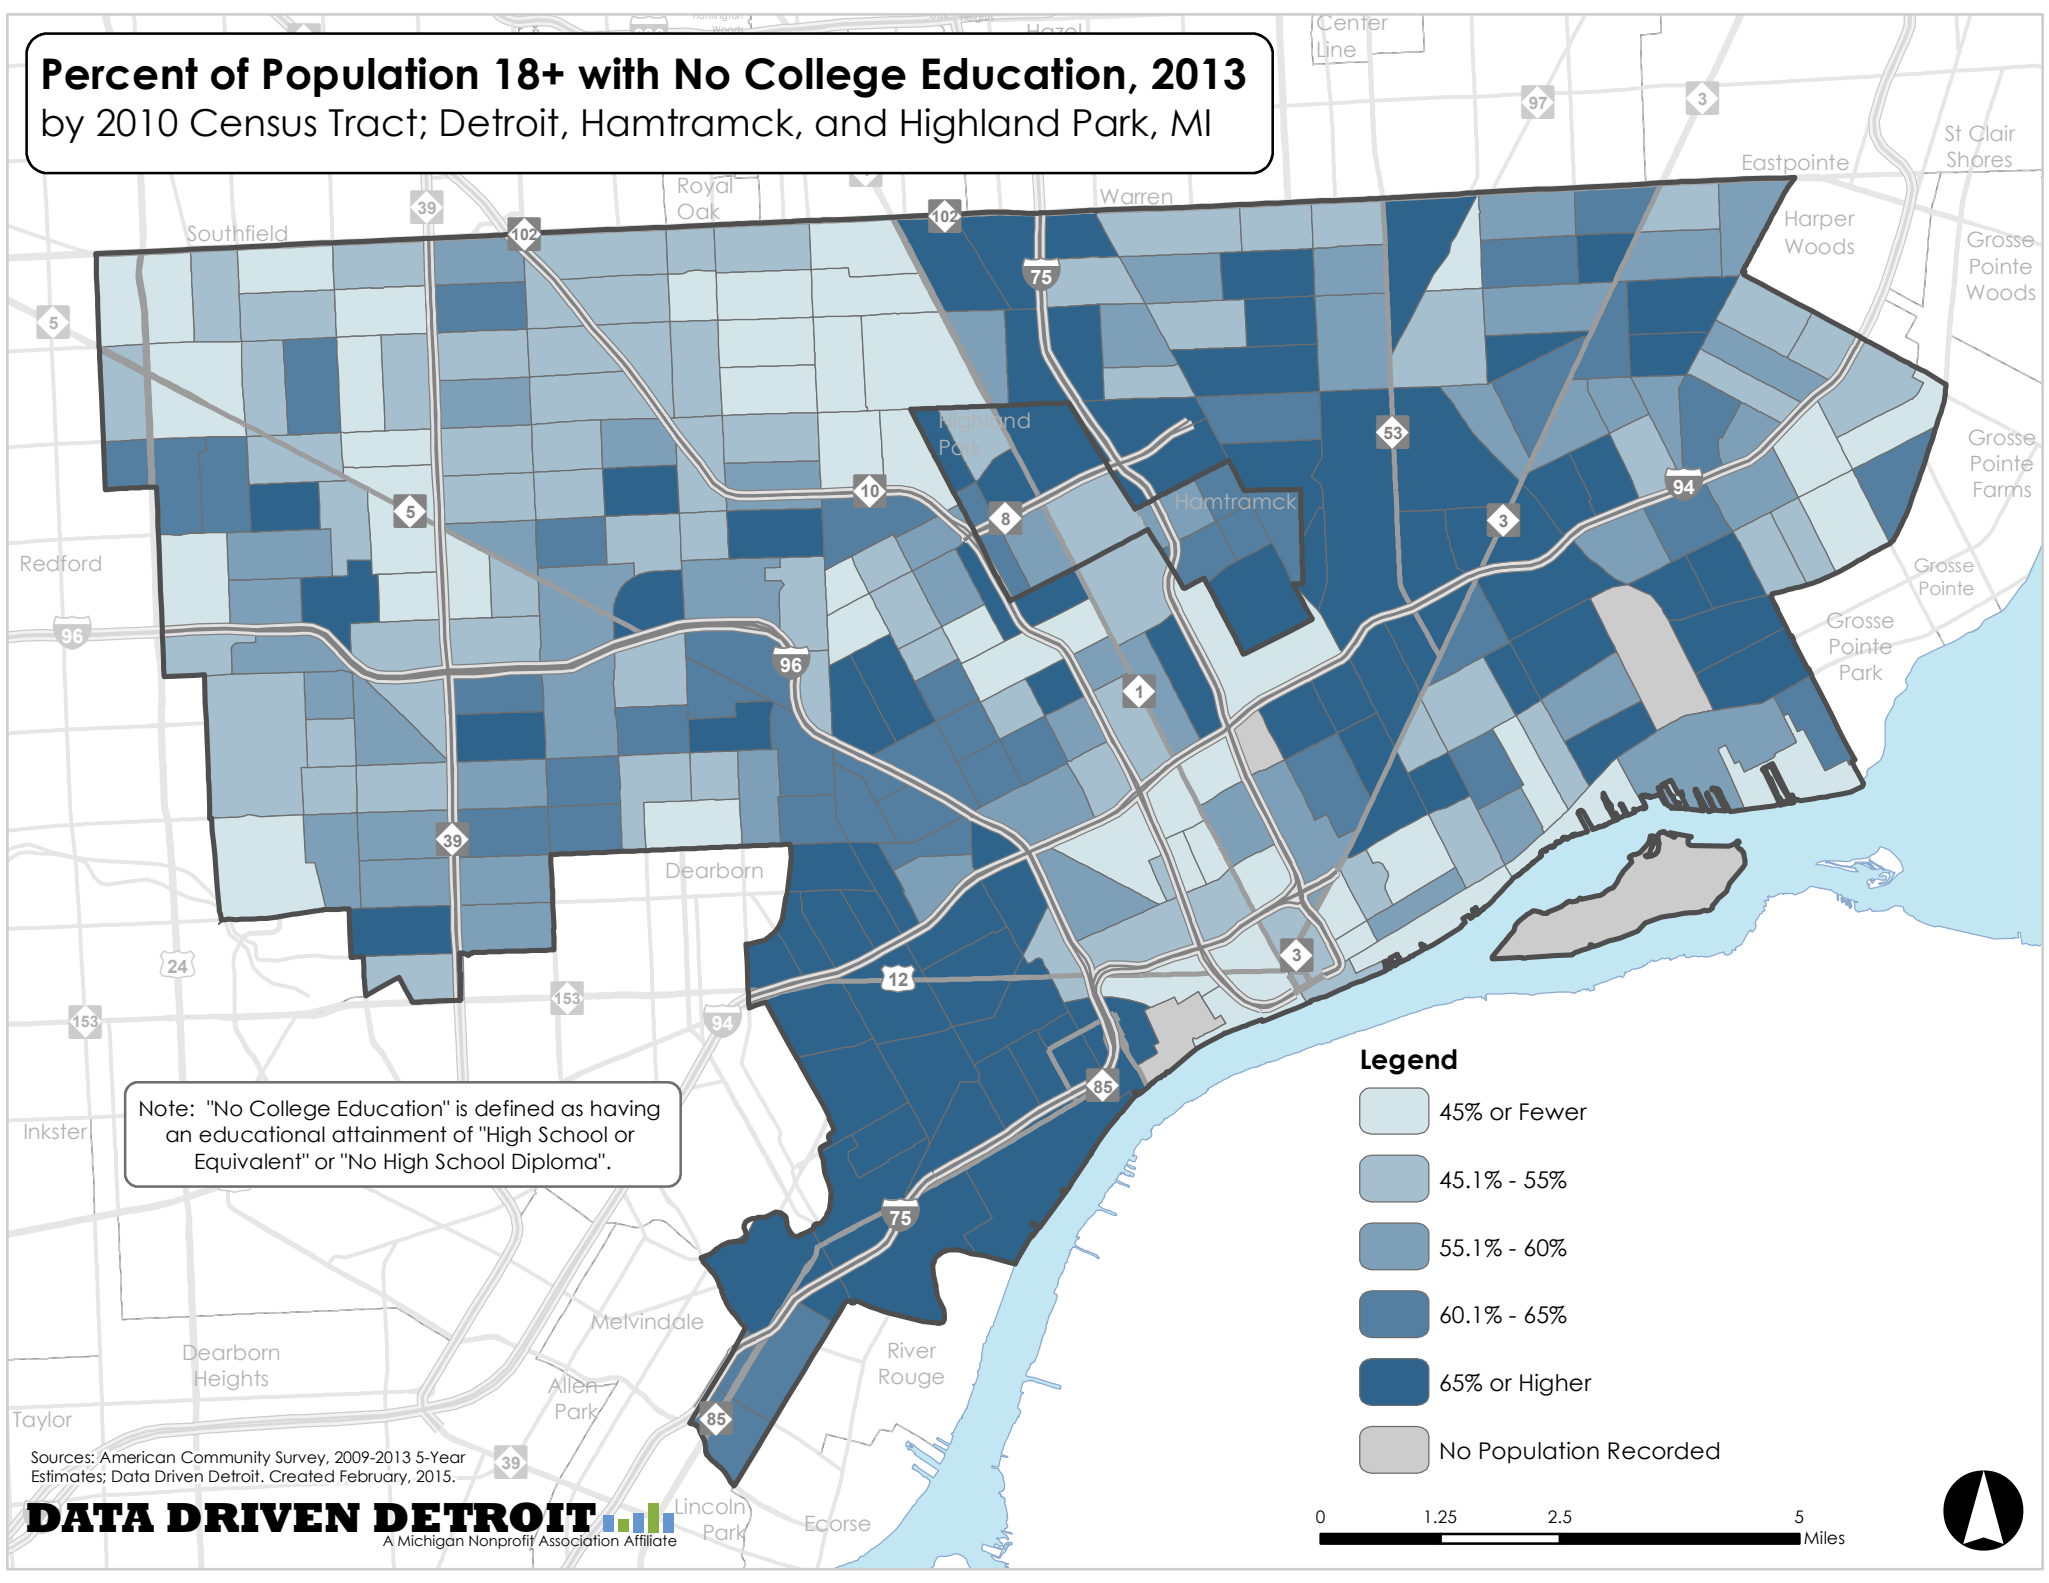 Percent of Population 18+ with No College Education, 2013
by 2010 Census Tract; Detroit, Hamtramck, and Highland Park, MI
Huntington
Woods
Heights
Hazel
Center
Line
97
3
St Clair
Shores
Eastpointe
39
Royal
Oak
102
Warren
Southfield
102
Harper
Woods
Grosse
Pointe
Woods
75
5
Highland
Park
53
Grosse
Pointe
Farms
10
94
5
8
Hamtramck
3
Redford
Grosse
Pointe
96
96
Grosse
Pointe
Park
1
39
Dearborn
24
12
3
153
153
94
85
Legend
45% or Fewer
45.1% - 55%
55.1% - 60%
60.1% - 65%
65% or Higher
No Population Recorded
Note: "No College Education" is defined as having
an educational attainment of "High School or
Equivalent" or "No High School Diploma".
Inkster
75
Melvindale
River
Rouge
Dearborn
Heights
Allen
Park
Taylor
85
39
Sources: American Community Survey, 2009-2013 5-Year
Estimates; Data Driven Detroit. Created February, 2015.
DATA DRIVEN DETROIT
A Michigan Nonprofit Association Affiliate
Lincoln
Park
Ecorse
0 1.25 2.5 5
Miles